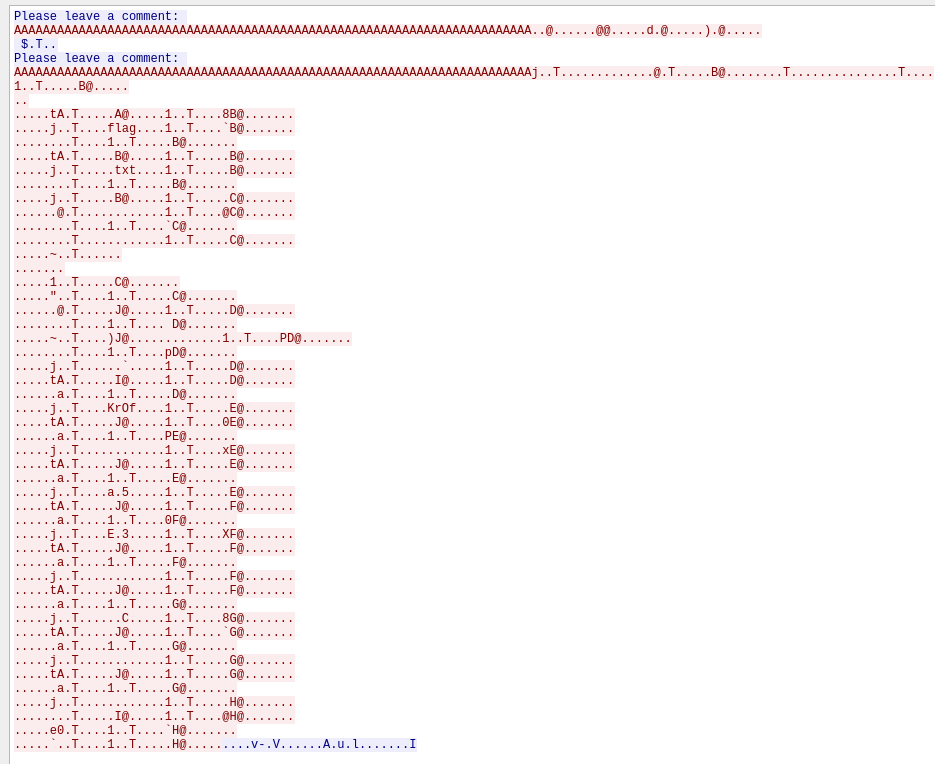 Please leave a comment:
AAAAAAAAAAAAAAAAAAAAAAAAAAAAAAAAAAAAAAAAAAAAAAAAAAAAAAAAAAAAAAAAAAAAAAAA..@......@@.....d.@.....).@.....
 $.T..
Please leave a comment:
AAAAAAAAAAAAAAAAAAAAAAAAAAAAAAAAAAAAAAAAAAAAAAAAAAAAAAAAAAAAAAAAAAAAAAAAj..T.............@.T.....B@........T...............T....
1..T.....B@.....
..
.....tA.T.....A@.....1..T....8B@.......
.....j..T....flag....1..T....`B@.......
........T....1..T.....B@.......
.....tA.T.....B@.....1..T.....B@.......
.....j..T.....txt....1..T.....B@.......
........T....1..T.....B@.......
.....j..T.....B@.....1..T.....C@.......
......@.T............1..T....@C@.......
........T....1..T....`C@.......
........T............1..T.....C@.......
.....~..T......
.......
.....1..T.....C@.......
....."..T....1..T.....C@.......
......@.T.....J@.....1..T.....D@.......
........T....1..T.... D@.......
.....~..T....)J@.............1..T....PD@.......
........T....1..T....pD@.......
.....j..T......`.....1..T.....D@.......
.....tA.T.....I@.....1..T.....D@.......
......a.T....1..T.....D@.......
.....j..T....KrOf....1..T.....E@.......
.....tA.T.....J@.....1..T....0E@.......
......a.T....1..T....PE@.......
.....j..T............1..T....xE@.......
.....tA.T.....J@.....1..T.....E@.......
......a.T....1..T.....E@.......
.....j..T....a.5.....1..T.....E@.......
.....tA.T.....J@.....1..T.....F@.......
......a.T....1..T....0F@.......
.....j..T....E.3.....1..T....XF@.......
.....tA.T.....J@.....1..T.....F@.......
......a.T....1..T.....F@.......
.....j..T............1..T.....F@.......
.....tA.T.....J@.....1..T.....F@.......
......a.T....1..T.....G@.......
.....j..T......C.....1..T....8G@.......
.....tA.T.....J@.....1..T....`G@.......
......a.T....1..T.....G@.......
.....j..T............1..T.....G@.......
.....tA.T.....J@.....1..T.....G@.......
......a.T....1..T.....G@.......
.....j..T............1..T.....H@.......
........T.....I@.....1..T....@H@.......
.....e0.T....1..T....`H@.......
.....`..T....1..T.....H@.........v-.V......A.u.l.......I